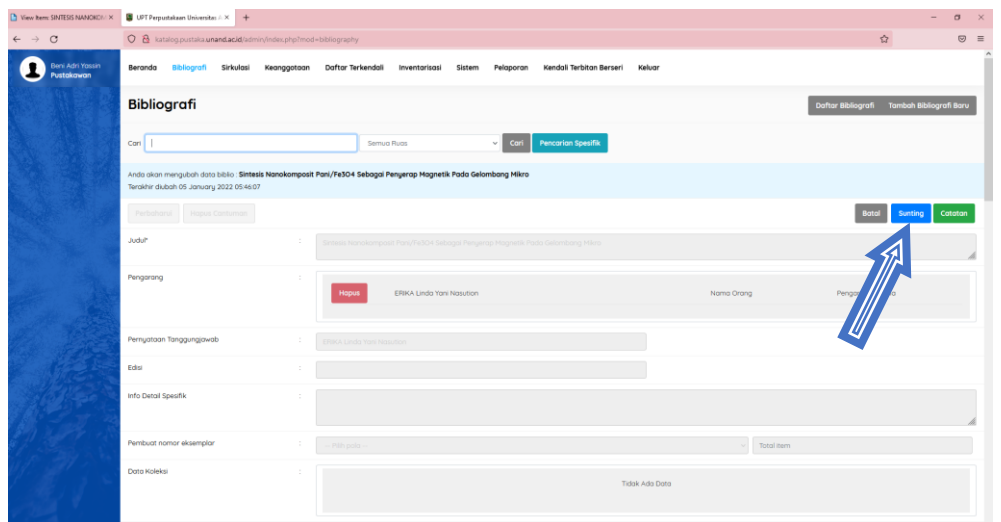 View Item: SINTESIS NANOKO
UPT Perpustakaan Universitas
katalog.pustaka.unand.ac.id/admin/index.php?mod=bibliography
Beni Adri Yassin
Pustakawan
Beranda Bibliografi Sirkulasi Keanggotaan Daftar Terkendali Inventarisasi Sistem Pelaporan Kendali Terbitan Berseri Keluar
Bibliografi
Daftar Bibliografi Tambah Bibliografi Baru
Cari Semua Ruas Cari Pencarian Spesifik
Anda akan mengubah data biblio : Sintesis Nanokomposit Pani/Fe3O4 Sebagai Penyerap Magnetik Pada Gelombang Mikro
Terakhir diubah 05 January 2022 05:46:07
Perbaharui Hapus Cantuman Batal Sunting Catatan
Judul* : Sintesis Nanokomposit Pani/Fe3O4 Sebagai Penyerap Magnetik Pada Gelombang Mikro
Pengarang :
Hapus ERIKA Linda Yani Nasution Nama Orang
Pernyataan Tanggungjawab : ERIKA Linda Yani Nasution
Edisi :
Info Detail Spesifik :
Pembuat nomor eksemplar : -- Pilih pola -- Total item
Data Koleksi :
Tidak Ada Data